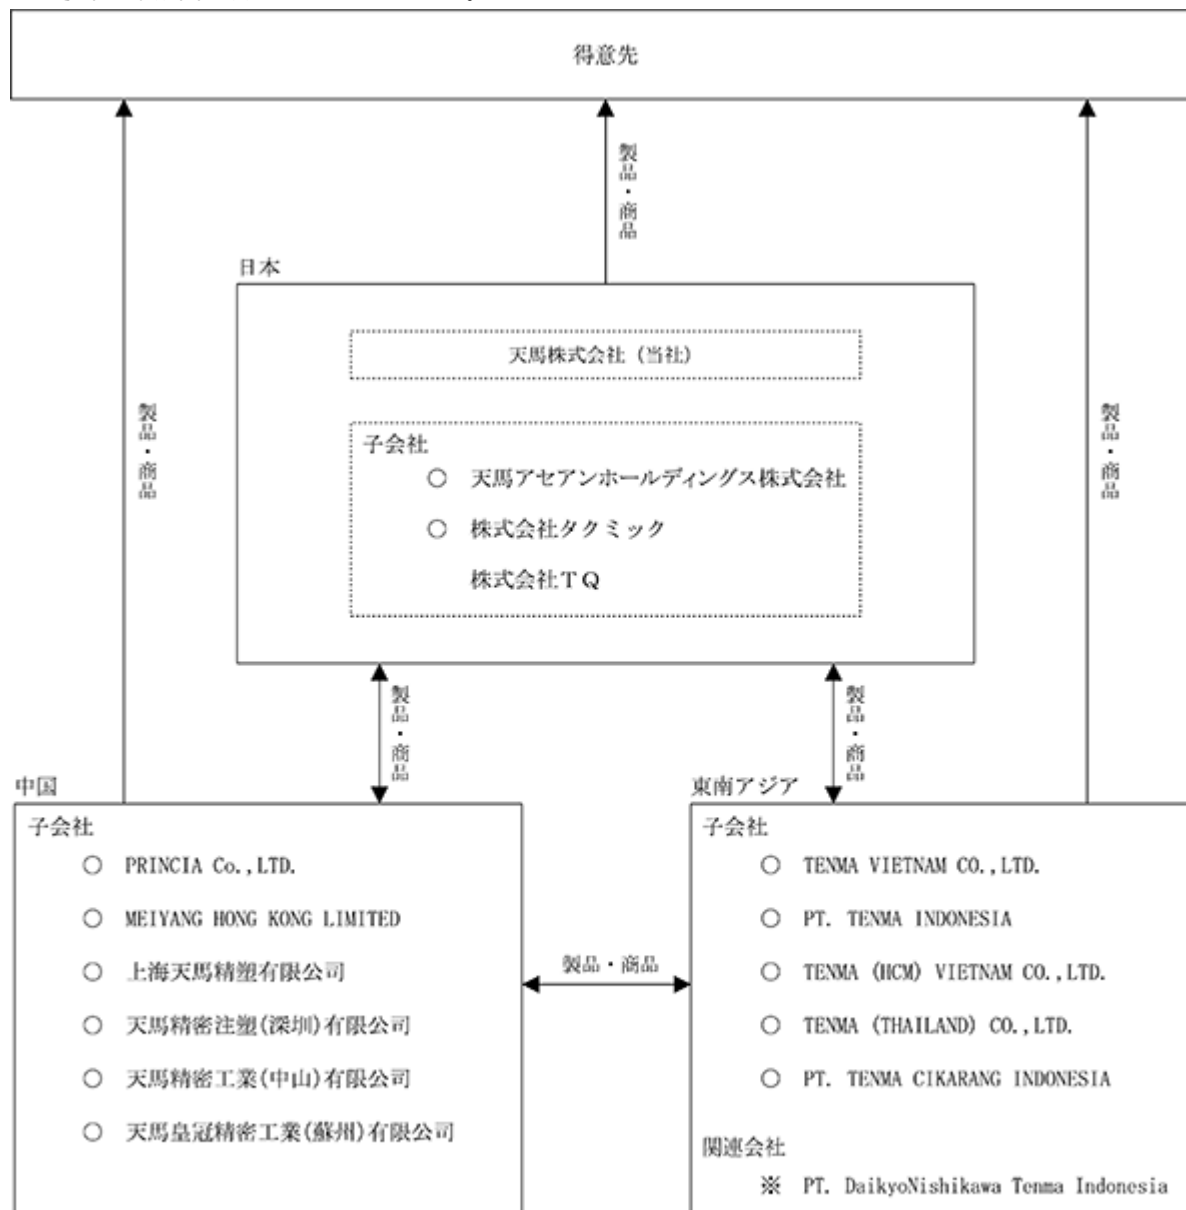 得意先
製品・商品
日本
天馬株式会社（当社）
製品・商品
製品・商品
子会社
○ 天馬アセアンホールディングス株式会社
○ 株式会社タクミック
株式会社ＴＱ
製品・商品
製品・商品
中国
子会社
○ PRINCIA Co.,LTD.
○ MEIYANG HONG KONG LIMITED
○ 上海天馬精塑有限公司
○ 天馬精密注塑(深圳)有限公司
○ 天馬精密工業(中山)有限公司
○ 天馬皇冠精密工業(蘇州)有限公司
製品・商品
東南アジア
子会社
○ TENMA VIETNAM CO.,LTD.
○ PT. TENMA INDONESIA
○ TENMA (HCM) VIETNAM CO.,LTD.
○ TENMA (THAILAND) CO.,LTD.
○ PT. TENMA CIKARANG INDONESIA
関連会社
※ PT. DaikyoNishikawa Tenma Indonesia